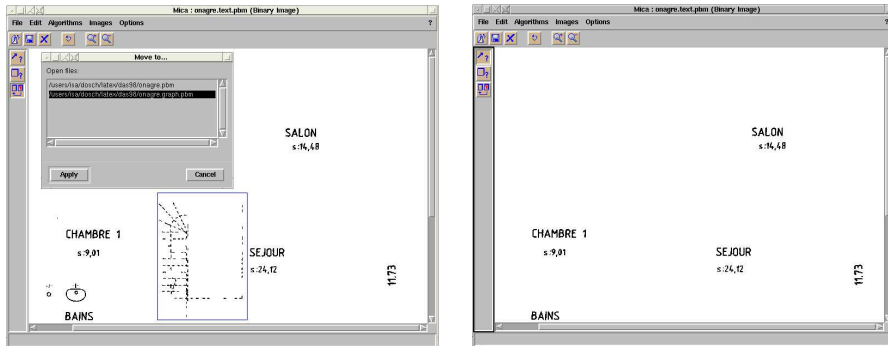 Mica : onagre.text.pbm (Binary Image)
File Edit Algorithms Images Options ?
Move to...
Open files:
/users/isa/dosch/latex/das98/onagre.pbm
/users/isa/dosch/latex/das98/onagre.graph.pbm
Apply Cancel
SALON
s:14,48
CHAMBRE 1
s:9,01
SEJOUR
s:24,12
11.73
BAINS
Mica : onagre.text.pbm (Binary Image)
File Edit Algorithms Images Options ?
SALON
s:14,48
CHAMBRE 1
s:9,01
SEJOUR
s:24,12
11.73
BAINS